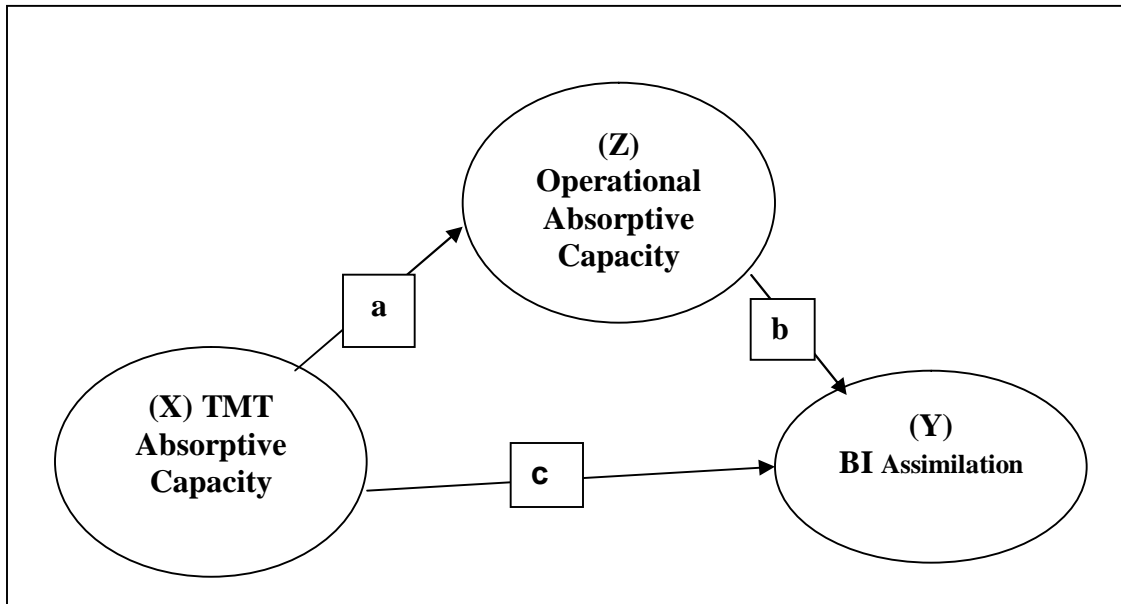 (Z)
Operational
Absorptive
Capacity
a
b
(X) TMT
Absorptive
Capacity
c
(Y)
BI Assimilation